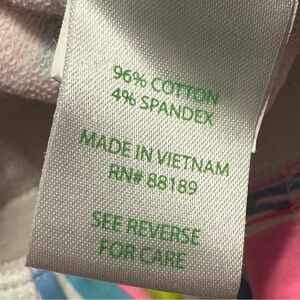 96% COTTON
4% SPANDEX
MADE IN VIETNAM
RN# 88189
SEE REVERSE
FOR CARE